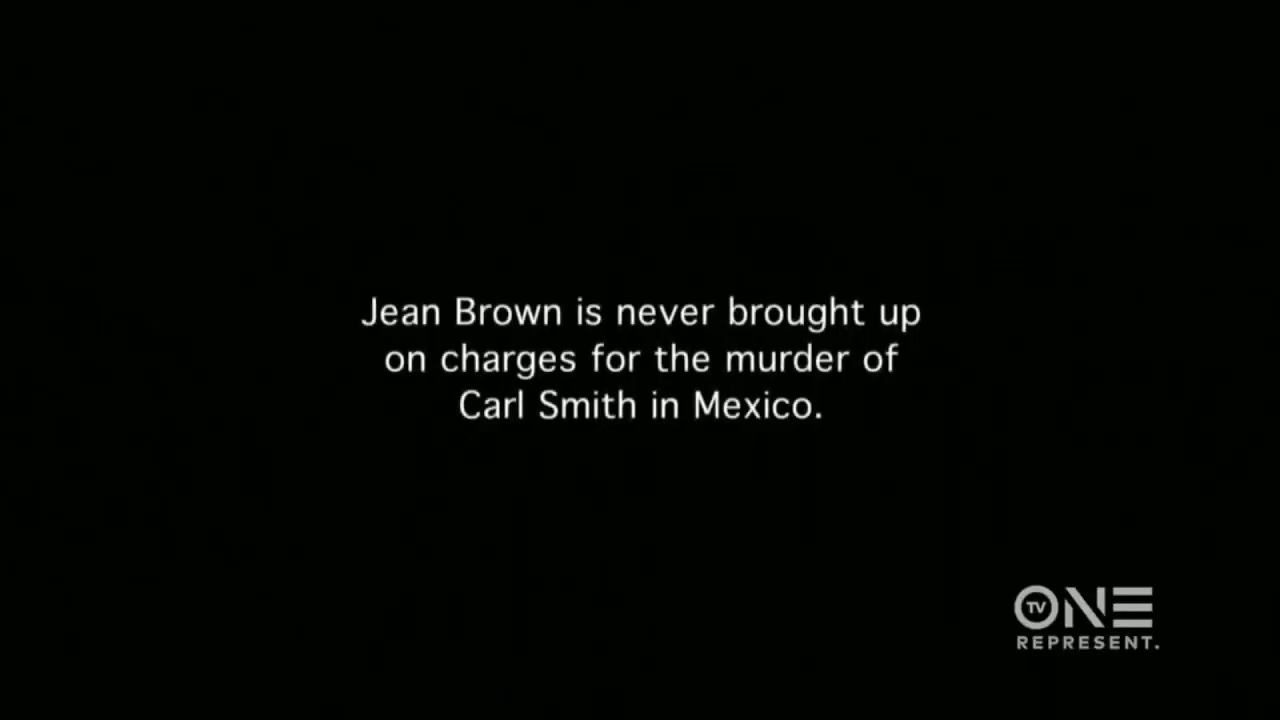 Jean Brown is never brought up
on charges for the murder of
Carl Smith in Mexico.
TV ONE
REPRESENT.